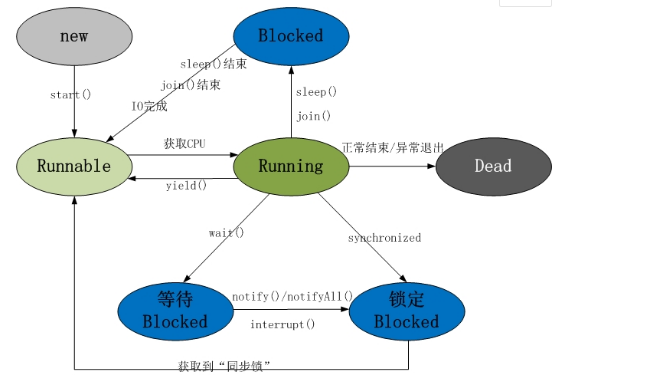 new
Blocked
sleep()结束
start()
join()结束
sleep()
IO完成
join()
获取CPU
正常结束/异常退出
Runnable
Running
Dead
yield()
wait()
synchronized
等待
Blocked
notify()/notifyAll()
interrupt()
锁定
Blocked
获取到“同步锁”